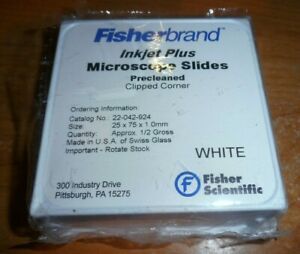 Fisherbrand
Inkjet Plus
Microscope Slides
Precleaned
Clipped Corner
Ordering Information
Catalog No.: 22-042-924
Size: 25 x 75 x 1.0mm
Quantity: Approx. 1/2 Gross
Made in U.S.A. of Swiss Glass
Important - Rotate Stock
WHITE
300 Industry Drive
Pittsburgh, PA 15275
Fisher
Scientific